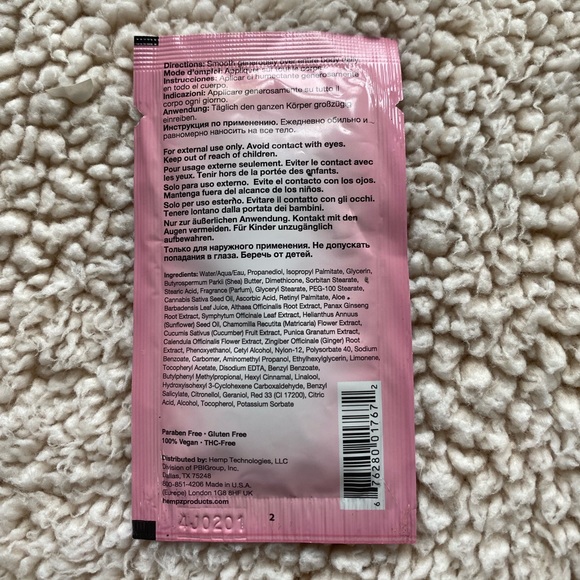 Directions: Smooth generously over entire body daily.
Mode d'emploi: Appliquer sur tout le corps
Instrucciones: Aplicar el humectante generosamente
en todo el cuerpo.
Indicazioni: Applicare generosamente su tutto il
corpo ogni giorno.
Anwendung: Täglich den ganzen Körper großzügig
einreiben.
Инструкция по применению. Ежедневно обильно и
равномерно наносить на все тело.
For external use only. Avoid contact with eyes.
Keep out of reach of children.
Pour usage externe seulement. Eviter le contact avec
les yeux. Tenir hors de la portée des enfants.
Solo para uso externo. Evite el contacto con los ojos.
Mantenga fuera del alcance de los niños.
Solo per uso esterno. Evitare il contatto con gli occhi.
Tenere lontano dalla portata dei bambini.
Nur zur äußerlichen Anwendung. Kontakt mit den
Augen vermeiden. Für Kinder unzugänglich
aufbewahren.
Только для наружного применения. Не допускать
попадания в глаза. Беречь от детей.
Ingredients: Water/Aqua/Eau, Propanediol, Isopropyl Palmitate, Glycerin,
Butyrospermum Parkii (Shea) Butter, Dimethicone, Sorbitan Stearate,
Stearic Acid, Fragrance (Parfum), Glyceryl Stearate, PEG-100 Stearate,
Cannabis Sativa Seed Oil, Ascorbic Acid, Retinyl Palmitate, Aloe
Barbadensis Leaf Juice, Althaea Officinalis Root Extract, Panax Ginseng
Root Extract, Symphytum Officinale Leaf Extract, Helianthus Annuus
(Sunflower) Seed Oil, Chamomilla Recutita (Matricaria) Flower Extract,
Cucumis Sativus (Cucumber) Fruit Extract, Punica Granatum Extract,
Calendula Officinalis Flower Extract, Zingiber Officinale (Ginger) Root
Extract, Phenoxyethanol, Cetyl Alcohol, Nylon-12, Polysorbate 40, Sodium
Benzoate, Carbomer, Aminomethyl Propanol, Ethylhexylglycerin, Limonene,
Tocopheryl Acetate, Disodium EDTA, Benzyl Benzoate,
Butylphenyl Methylpropional, Hexyl Cinnamal, Linalool,
Hydroxyisohexyl 3-Cyclohexene Carboxaldehyde, Benzyl
Salicylate, Citronellol, Geraniol, Red 33 (CI 17200), Citric
Acid, Alcohol, Tocopherol, Potassium Sorbate
Paraben Free • Gluten Free
100% Vegan • THC-Free
Distributed by: Hemp Technologies, LLC
Division of PBIGroup, Inc.
Dallas, TX 75248
800-851-4206 Made in U.S.A.
(Europe) London 1G8 8HF UK
hempzproducts.com
6 76280 01767 2
4J0201
2